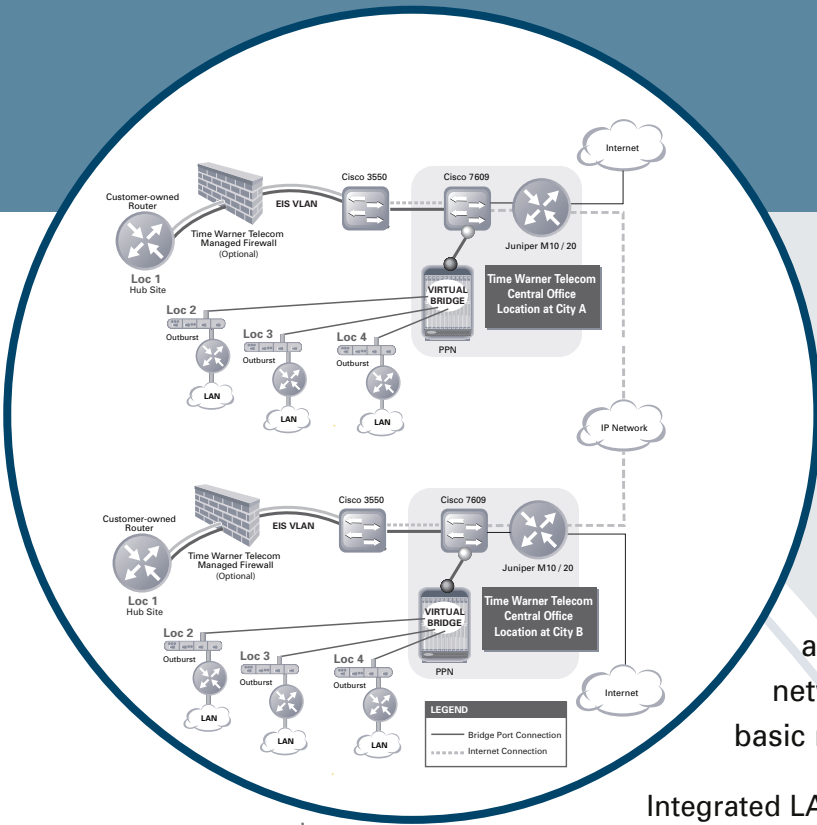 Internet
Cisco 3550
Cisco 7609
Customer-owned
Router
EIS VLAN
Time Warner Telecom
Managed Firewall
(Optional)
Juniper M10 / 20
Loc 1
Hub Site
VIRTUAL
BRIDGE
Time Warner Telecom
Central Office
Location at City A
Loc 2
Outburst
Loc 3
Outburst
Loc 4
Outburst
PPN
LAN
LAN
LAN
IP Network
Cisco 3550
Cisco 7609
Customer-owned
Router
EIS VLAN
Time Warner Telecom
Managed Firewall
(Optional)
Juniper M10 / 20
Loc 1
Hub Site
VIRTUAL
BRIDGE
Time Warner Telecom
Central Office
Location at City B
Loc 2
Outburst
Loc 3
Outburst
Loc 4
Outburst
PPN
LAN
LAN
LAN
Internet
LEGEND
Bridge Port Connection
Internet Connection
basic
Integrated